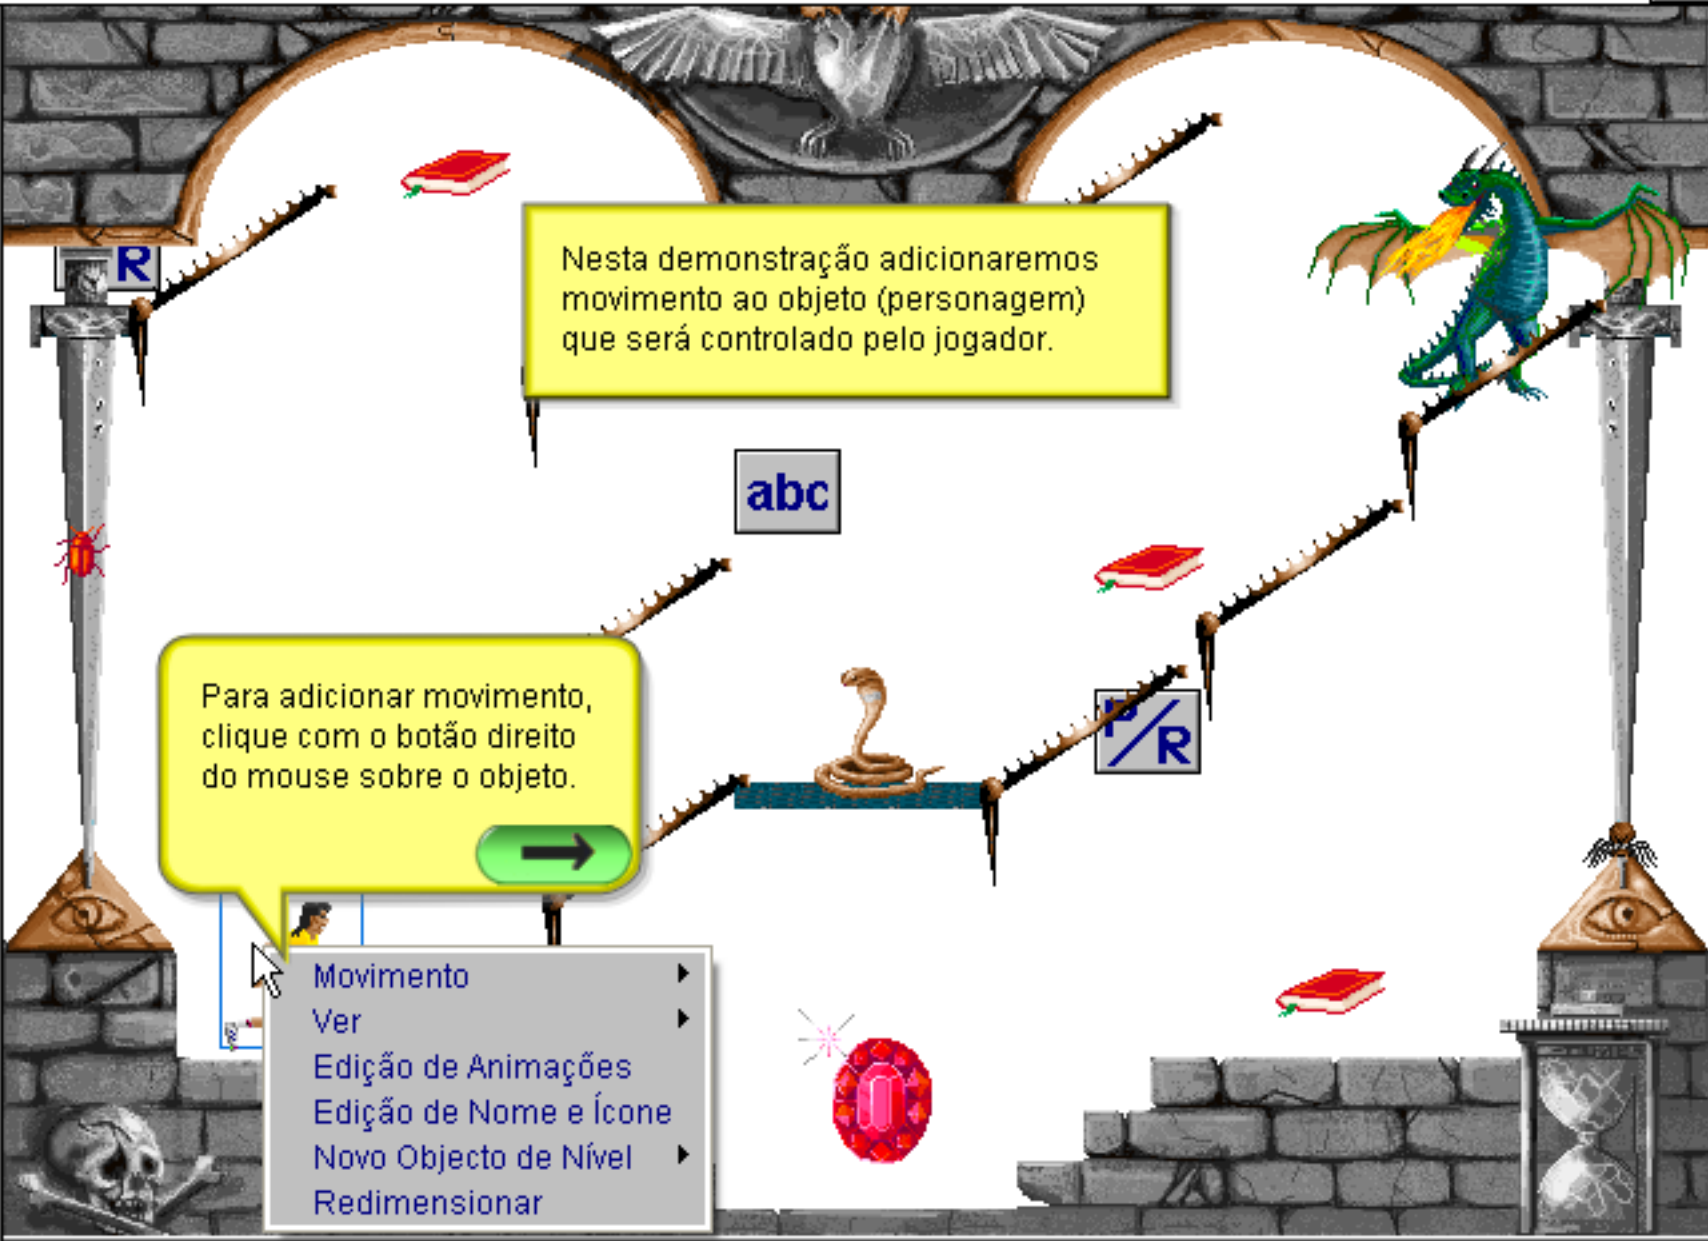 R
Nesta demonstração adicionaremos
movimento ao objeto (personagem)
que será controlado pelo jogador.
abc
Para adicionar movimento,
clique com o botão direito
do mouse sobre o objeto.
P/R
Movimento
Ver
Edição de Animações
Edição de Nome e Ícone
Novo Objecto de Nível
Redimensionar